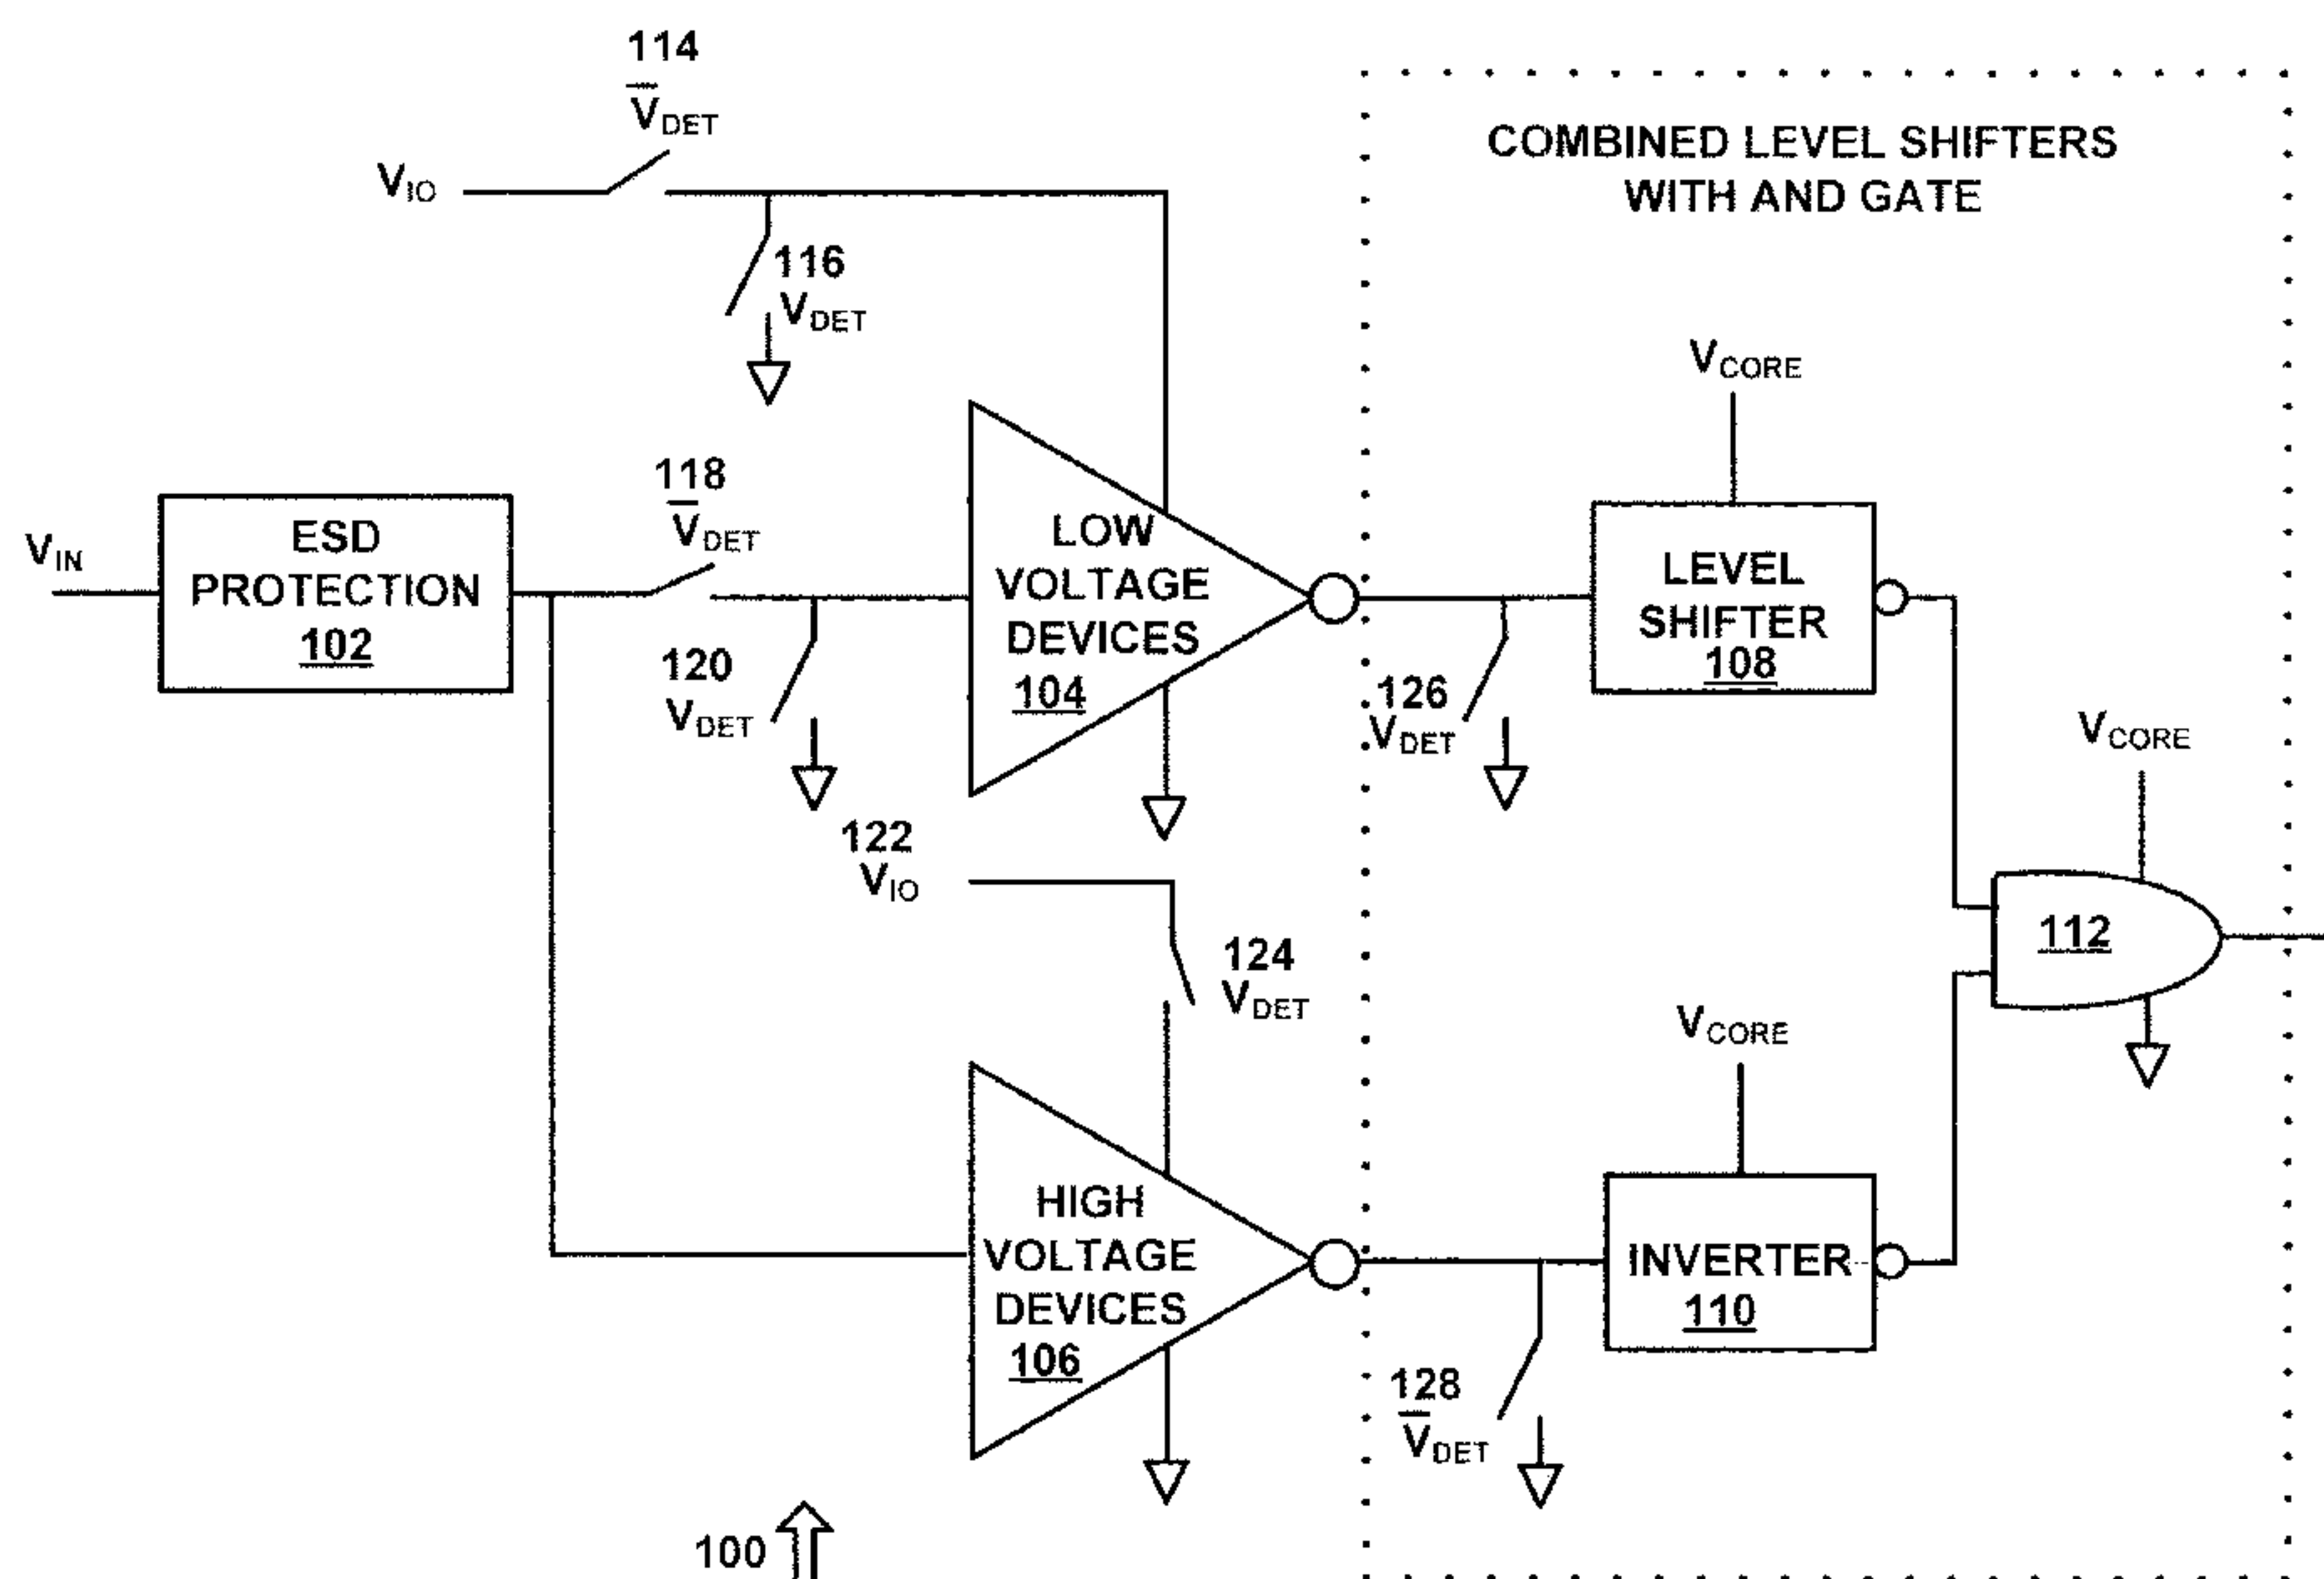 114
V̅DET
VIO
116
VDET
COMBINED LEVEL SHIFTERS
WITH AND GATE
VCORE
VIN
ESD
PROTECTION
102
118
V̅DET
120
VDET
LOW
VOLTAGE
DEVICES
104
126
VDET
LEVEL
SHIFTER
108
VCORE
122
VIO
124
VDET
112
VCORE
HIGH
VOLTAGE
DEVICES
106
128
V̅DET
INVERTER
110
100